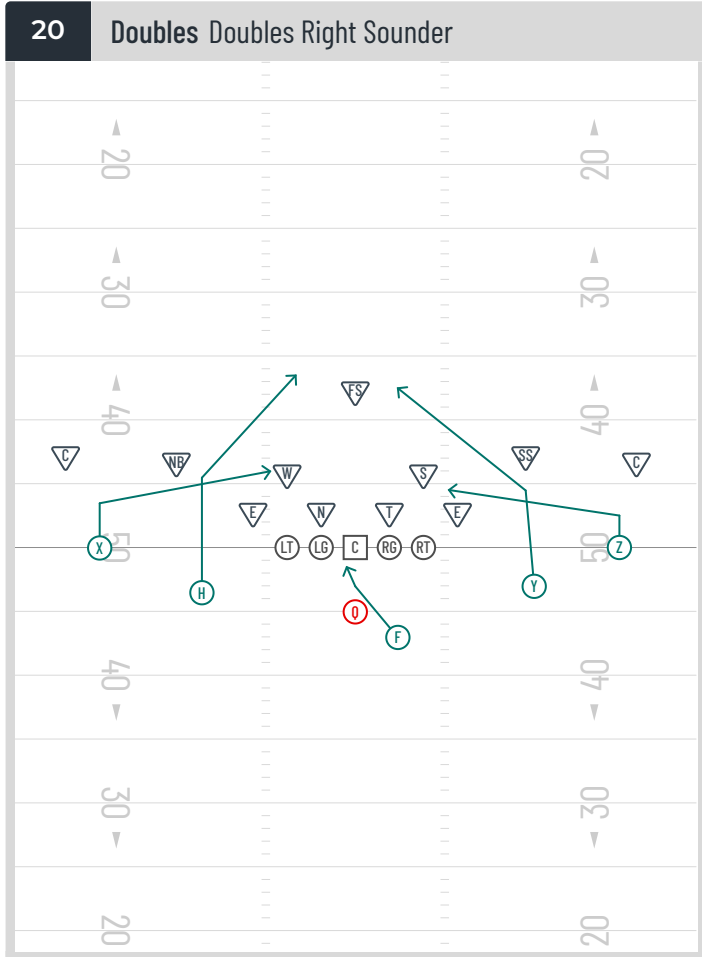 20 Doubles Doubles Right Sounder
20 20
30 30
FS
40 40
C NB W S SS C
E N T E
50 X LT LG C RG RT 50 Z
H Y
Q
F
40 40
30 30
20 20